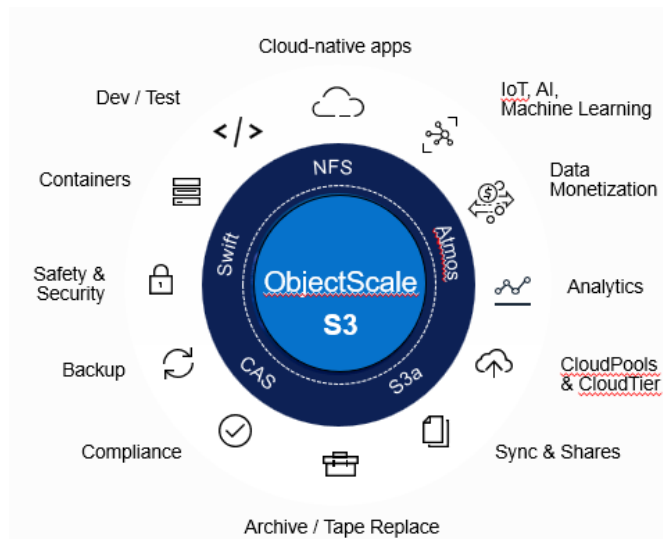 Cloud-native apps
Dev / Test
IoT, AI,
Machine Learning
Containers
Data
Monetization
Safety &
Security
Analytics
Backup
CloudPools
& CloudTier
Compliance
Sync & Shares
Archive / Tape Replace
NFS
Swift
Atmos
CAS
S3a
ObjectScale
S3